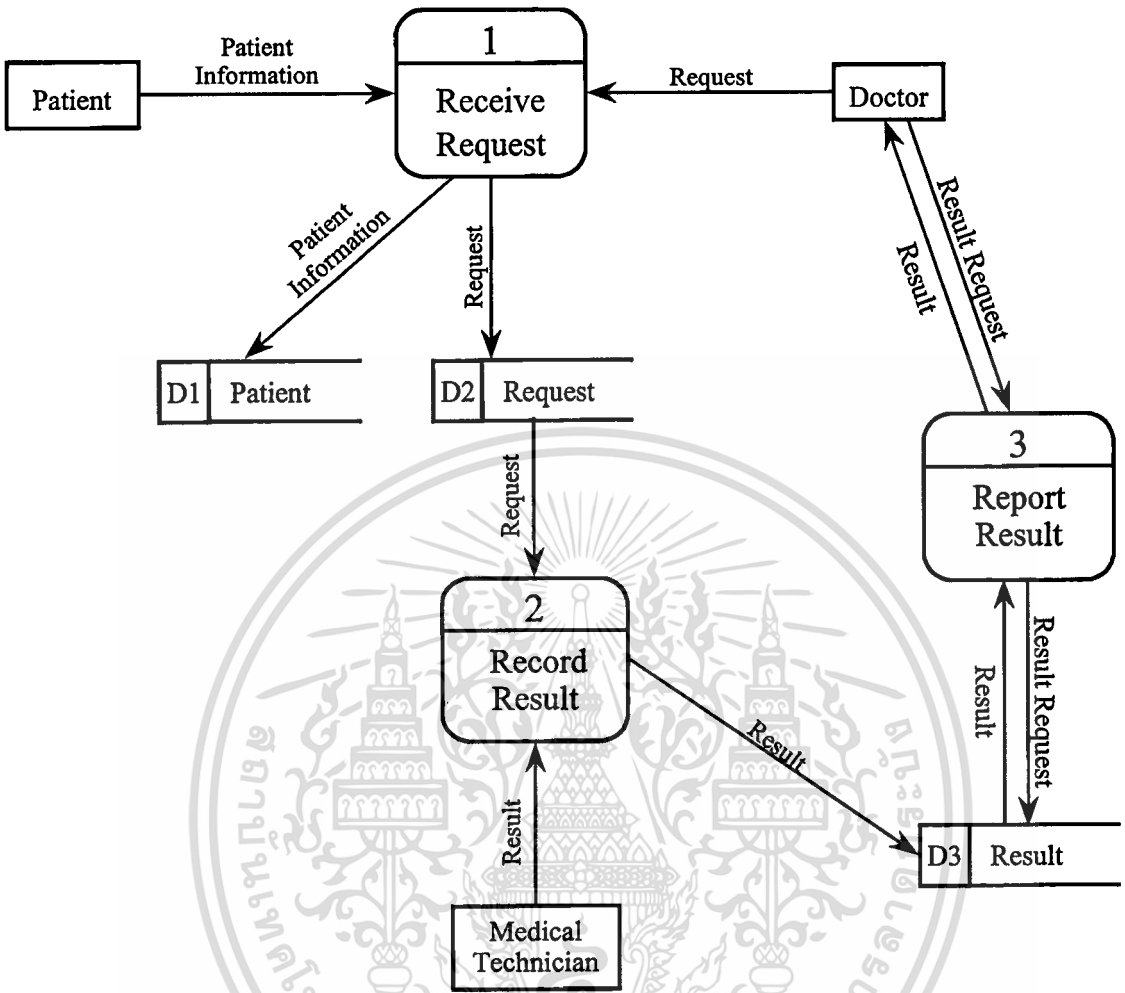 1
Patient
Information
Request
Patient
Receive
Request
Doctor
Patient
Information
Request
Result
Result Request
D1 Patient
D2 Request
3
Report
Result
Request
2
Record
Result
Result
Result
Result Request
Result
D3 Result
Medical
Technician